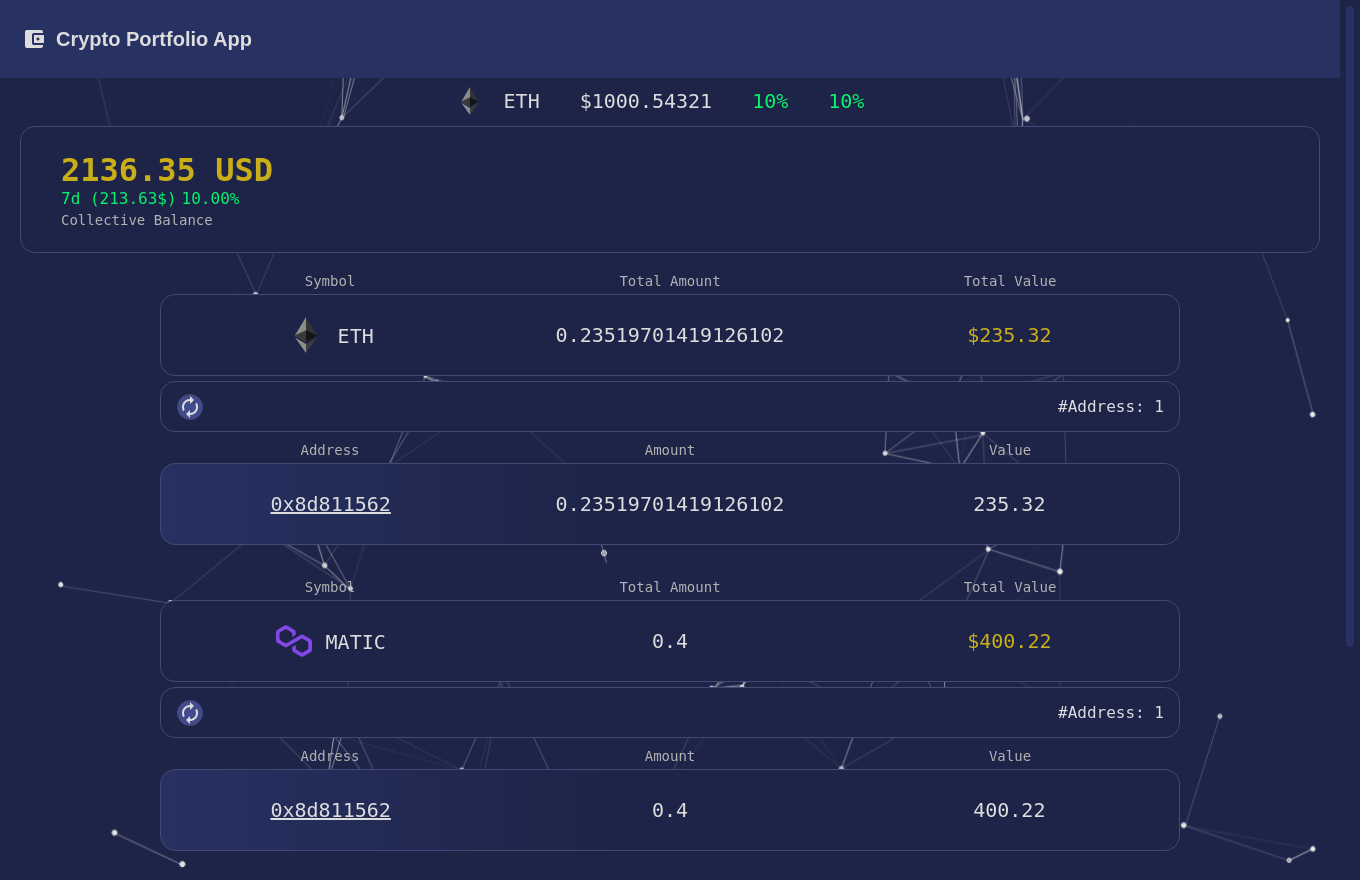 Crypto Portfolio App
ETH $1000.54321 10% 10%
2136.35 USD
7d (213.63$) 10.00%
Collective Balance
Symbol Total Amount Total Value
ETH 0.23519701419126102 $235.32
#Address: 1
Address Amount Value
0x8d811562 0.23519701419126102 235.32
Symbol Total Amount Total Value
MATIC 0.4 $400.22
#Address: 1
Address Amount Value
0x8d811562 0.4 400.22